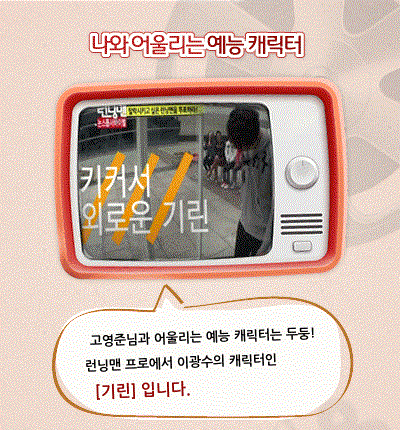 나와 어울리는 예능 캐릭터
런닝맨
키커서
외로운 기린
고영준님과 어울리는 예능 캐릭터는 두둥!
런닝맨 프로에서 이광수의 캐릭터인
[기린] 입니다.